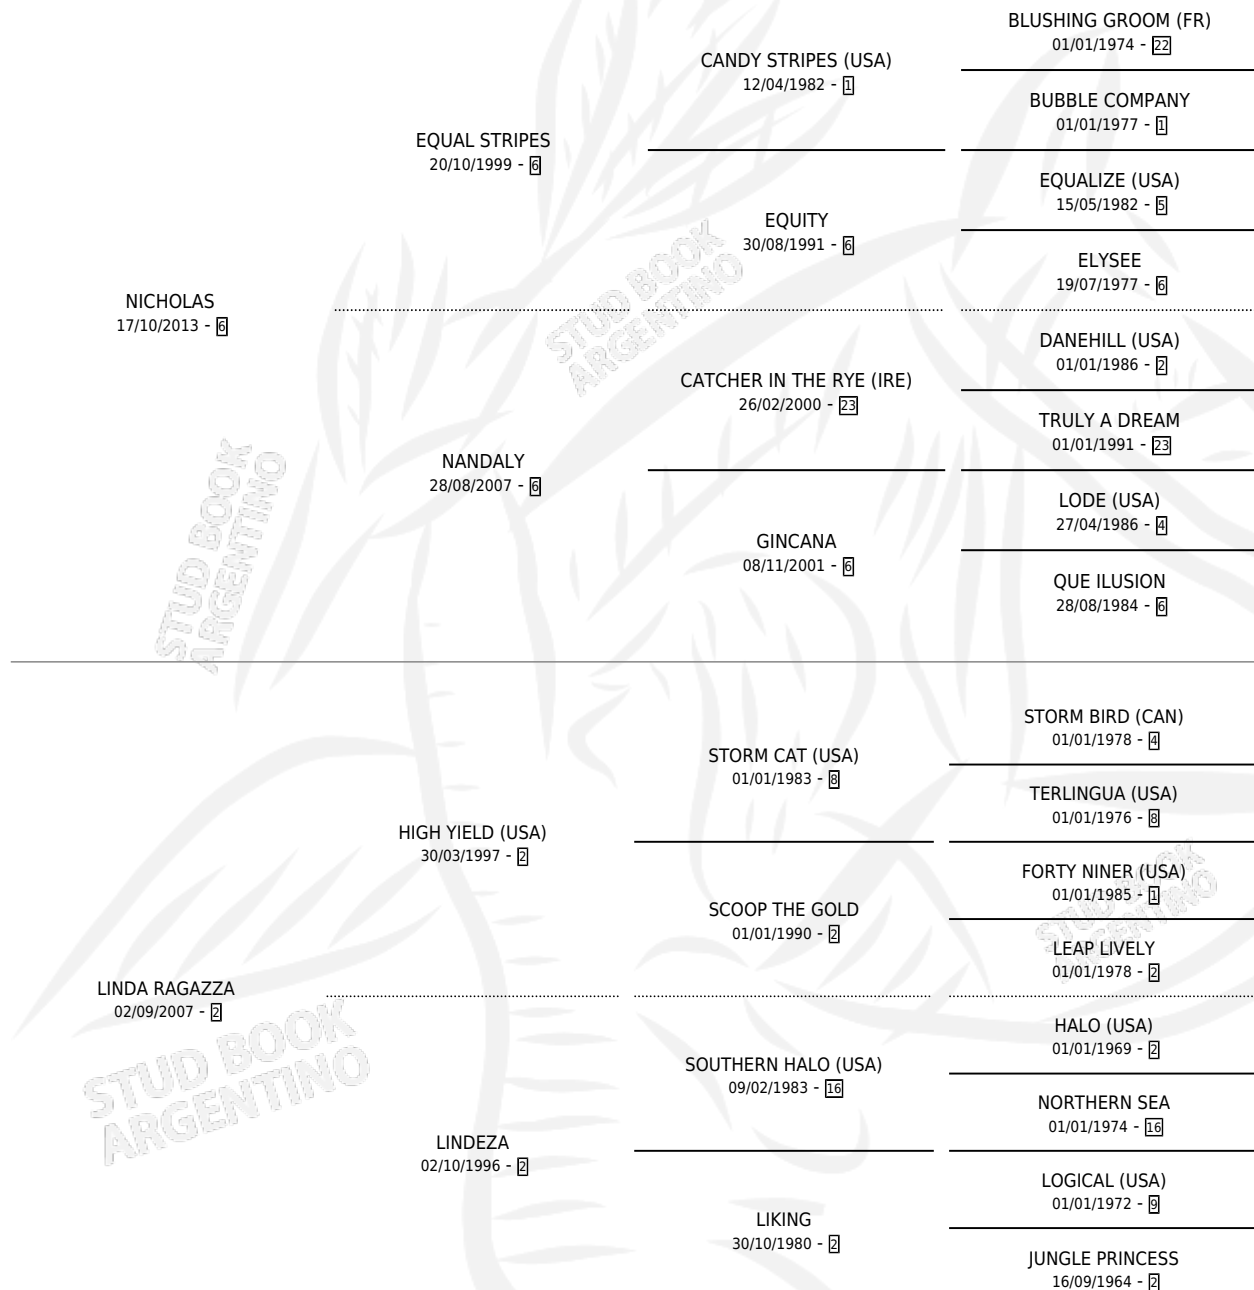 BLUSHING GROOM (FR)
01/01/1974 - 22
CANDY STRIPES (USA)
12/04/1982 - 1
BUBBLE COMPANY
01/01/1977 - 1
EQUAL STRIPES
20/10/1999 - 6
EQUALIZE (USA)
15/05/1982 - 5
EQUITY
30/08/1991 - 6
ELYSEE
19/07/1977 - 6
NICHOLAS
17/10/2013 - 6
DANEHILL (USA)
01/01/1986 - 2
CATCHER IN THE RYE (IRE)
26/02/2000 - 23
TRULY A DREAM
01/01/1991 - 23
NANDALY
28/08/2007 - 6
LODE (USA)
27/04/1986 - 4
GINCANA
08/11/2001 - 6
QUE ILUSION
28/08/1984 - 6
STUD BOOK
ARGENTINO
STUD BOOK
ARGENTINO
STORM BIRD (CAN)
01/01/1978 - 4
STORM CAT (USA)
01/01/1983 - 8
TERLINGUA (USA)
01/01/1976 - 8
HIGH YIELD (USA)
30/03/1997 - 2
FORTY NINER (USA)
01/01/1985 - 1
SCOOP THE GOLD
01/01/1990 - 2
LEAP LIVELY
01/01/1978 - 2
STUD BOOK
ARGENTINO
LINDA RAGAZZA
02/09/2007 - 2
HALO (USA)
01/01/1969 - 2
SOUTHERN HALO (USA)
09/02/1983 - 16
NORTHERN SEA
01/01/1974 - 16
LINDEZA
02/10/1996 - 2
LOGICAL (USA)
01/01/1972 - 9
LIKING
30/10/1980 - 2
JUNGLE PRINCESS
16/09/1964 - 2
STUD BOOK
ARGENTINO